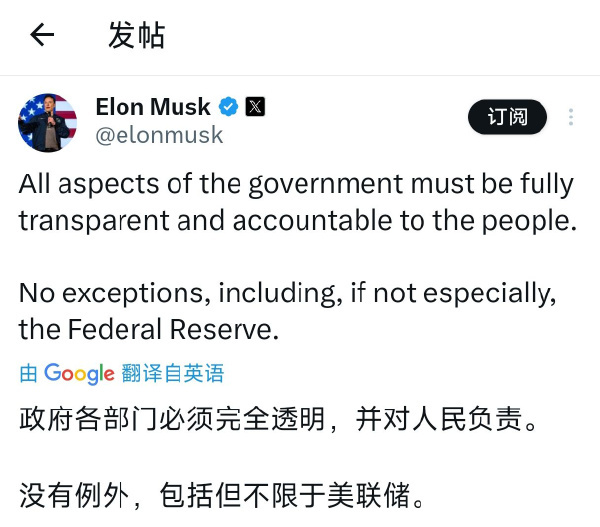 发帖
Elon Musk
订阅
@elonmusk
All aspects of the government must be fully
transparent and accountable to the people.
No exceptions, including, if not especially,
the Federal Reserve.
由 Google 翻译自英语
政府各部门必须完全透明，并对人民负责。
没有例外，包括但不限于美联储。